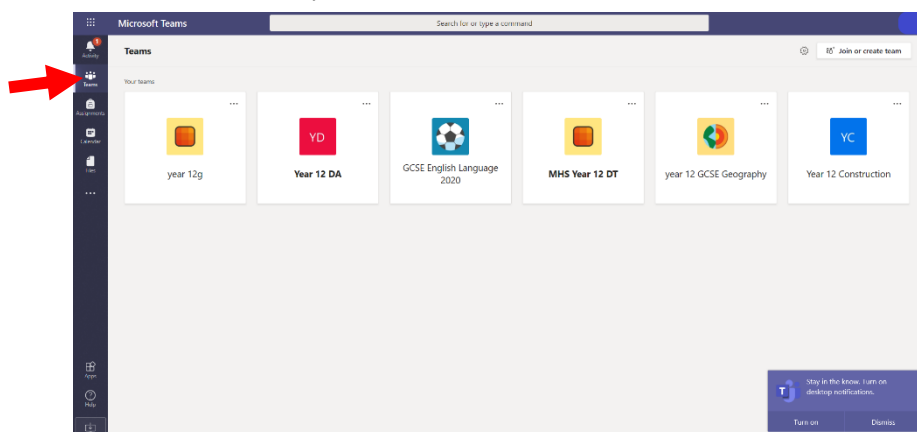 Microsoft Teams
Search for or type a command
1
Activity
Teams
Join or create team
Teams
Your teams
Assignments
Calendar
Files
...
year 12g
YD
Year 12 DA
GCSE English Language
2020
MHS Year 12 DT
year 12 GCSE Geography
YC
Year 12 Construction
Apps
Help
T
Stay in the know. Turn on
desktop notifications.
Turn on
Dismiss